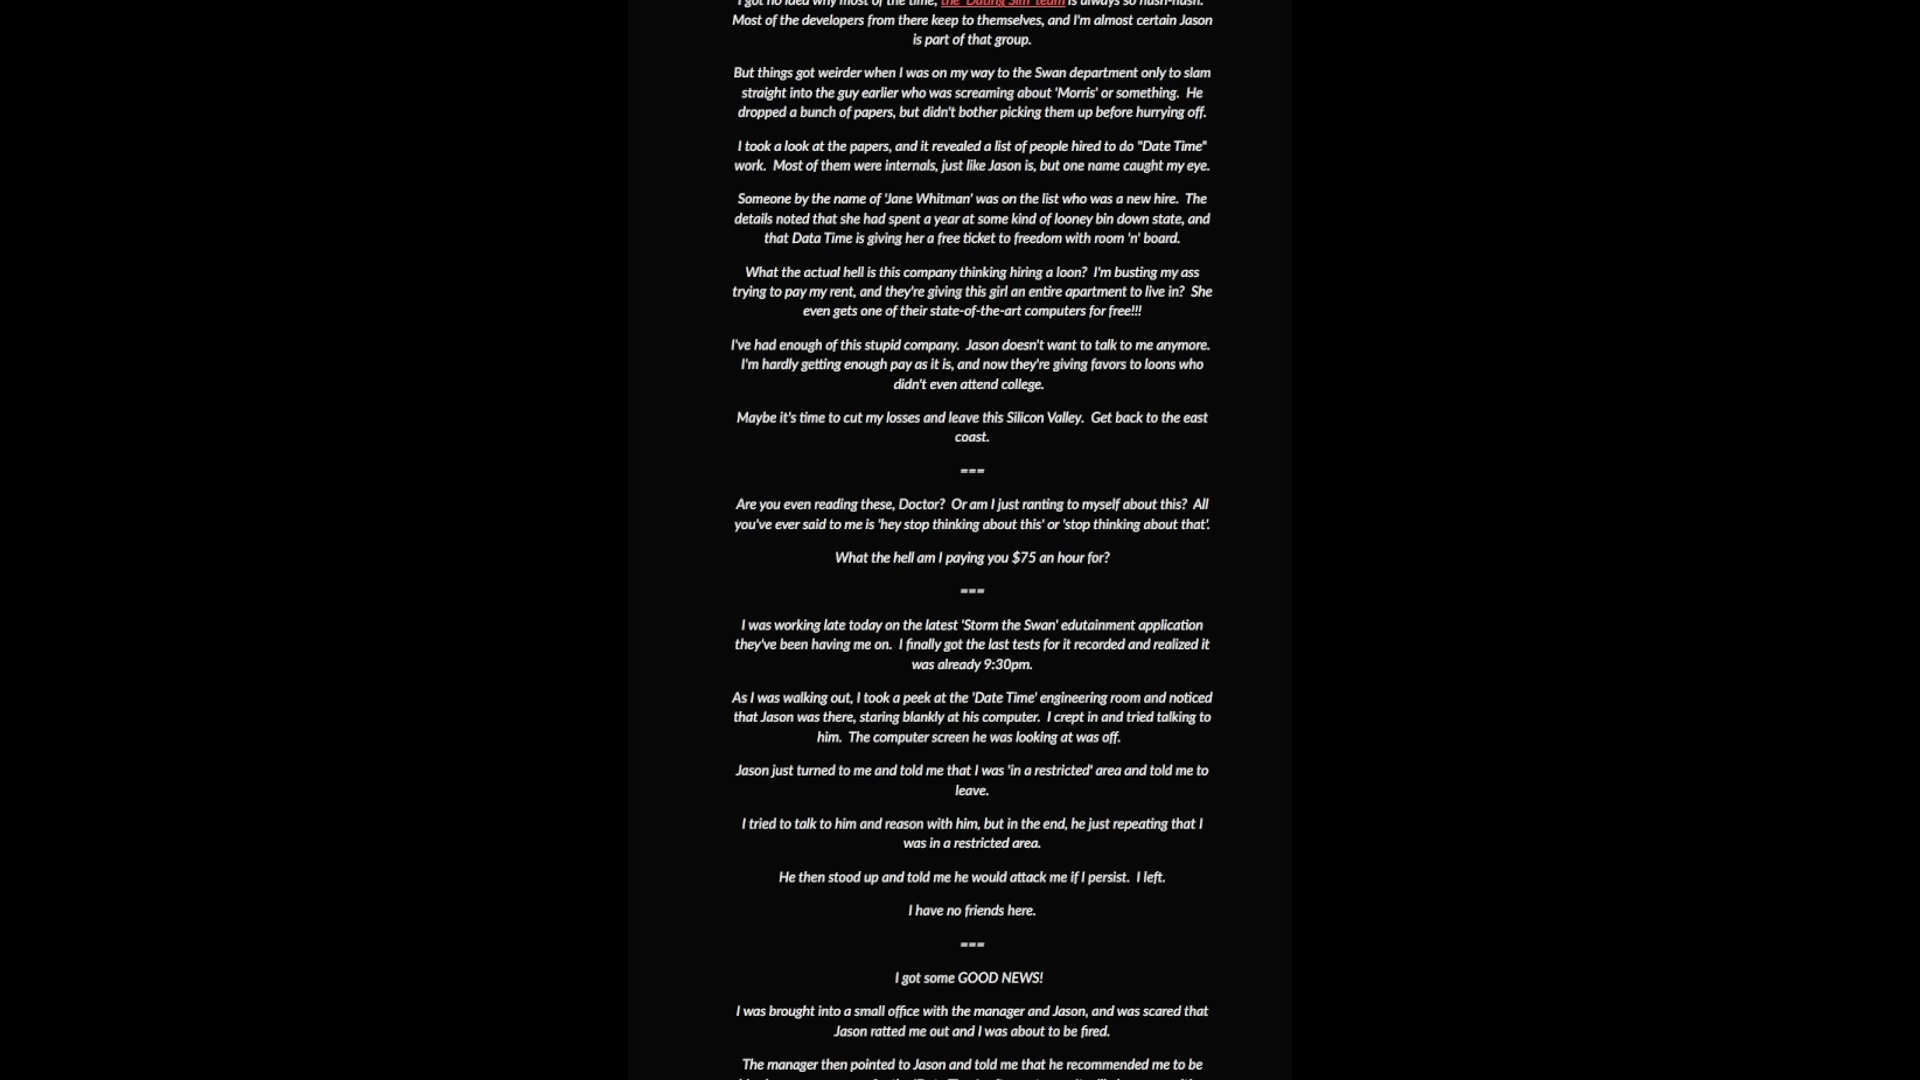 I got no idea why most of the time, the 'Dating Sim' team is always so hush-hush.
Most of the developers from there keep to themselves, and I'm almost certain Jason
is part of that group.
But things got weirder when I was on my way to the Swan department only to slam
straight into the guy earlier who was screaming about 'Morris' or something.  He
dropped a bunch of papers, but didn't bother picking them up before hurrying off.
I took a look at the papers, and it revealed a list of people hired to do "Date Time"
work.  Most of them were internals, just like Jason is, but one name caught my eye.
Someone by the name of 'Jane Whitman' was on the list who was a new hire.  The
details noted that she had spent a year at some kind of looney bin down state, and
that Data Time is giving her a free ticket to freedom with room 'n' board.
What the actual hell is this company thinking hiring a loon?  I'm busting my ass
trying to pay my rent, and they're giving this girl an entire apartment to live in?  She
even gets one of their state-of-the-art computers for free!!!
I've had enough of this stupid company.  Jason doesn't want to talk to me anymore.
I'm hardly getting enough pay as it is, and now they're giving favors to loons who
didn't even attend college.
Maybe it's time to cut my losses and leave this Silicon Valley.  Get back to the east
coast.
===
Are you even reading these, Doctor?  Or am I just ranting to myself about this?  All
you've ever said to me is 'hey stop thinking about this' or 'stop thinking about that'.
What the hell am I paying you $75 an hour for?
===
I was working late today on the latest 'Storm the Swan' edutainment application
they've been having me on.  I finally got the last tests for it recorded and realized it
was already 9:30pm.
As I was walking out, I took a peek at the 'Date Time' engineering room and noticed
that Jason was there, staring blankly at his computer.  I crept in and tried talking to
him.  The computer screen he was looking at was off.
Jason just turned to me and told me that I was 'in a restricted' area and told me to
leave.
I tried to talk to him and reason with him, but in the end, he just repeating that I
was in a restricted area.
He then stood up and told me he would attack me if I persist.  I left.
I have no friends here.
===
I got some GOOD NEWS!
I was brought into a small office with the manager and Jason, and was scared that
Jason ratted me out and I was about to be fired.
The manager then pointed to Jason and told me that he recommended me to be